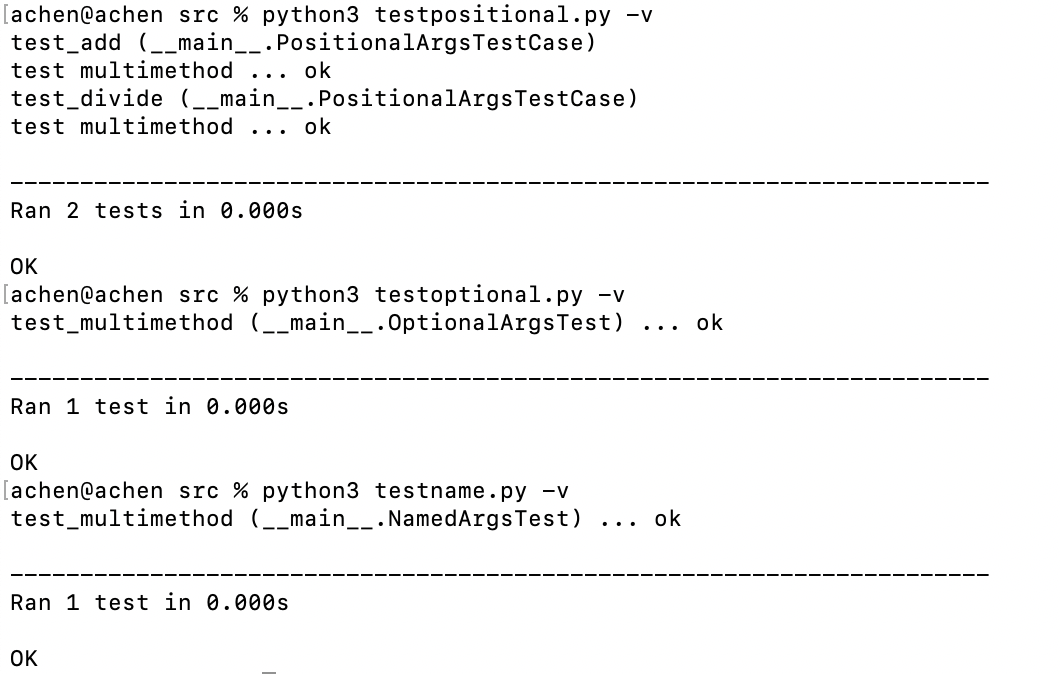 [achen@achen src % python3 testpositional.py -v
test_add (__main__.PositionalArgsTestCase)
test multimethod ... ok
test_divide (__main__.PositionalArgsTestCase)
test multimethod ... ok
----------------------------------------------------------------------
Ran 2 tests in 0.000s
OK
[achen@achen src % python3 testoptional.py -v
test_multimethod (__main__.OptionalArgsTest) ... ok
----------------------------------------------------------------------
Ran 1 test in 0.000s
OK
[achen@achen src % python3 testname.py -v
test_multimethod (__main__.NamedArgsTest) ... ok
----------------------------------------------------------------------
Ran 1 test in 0.000s
OK